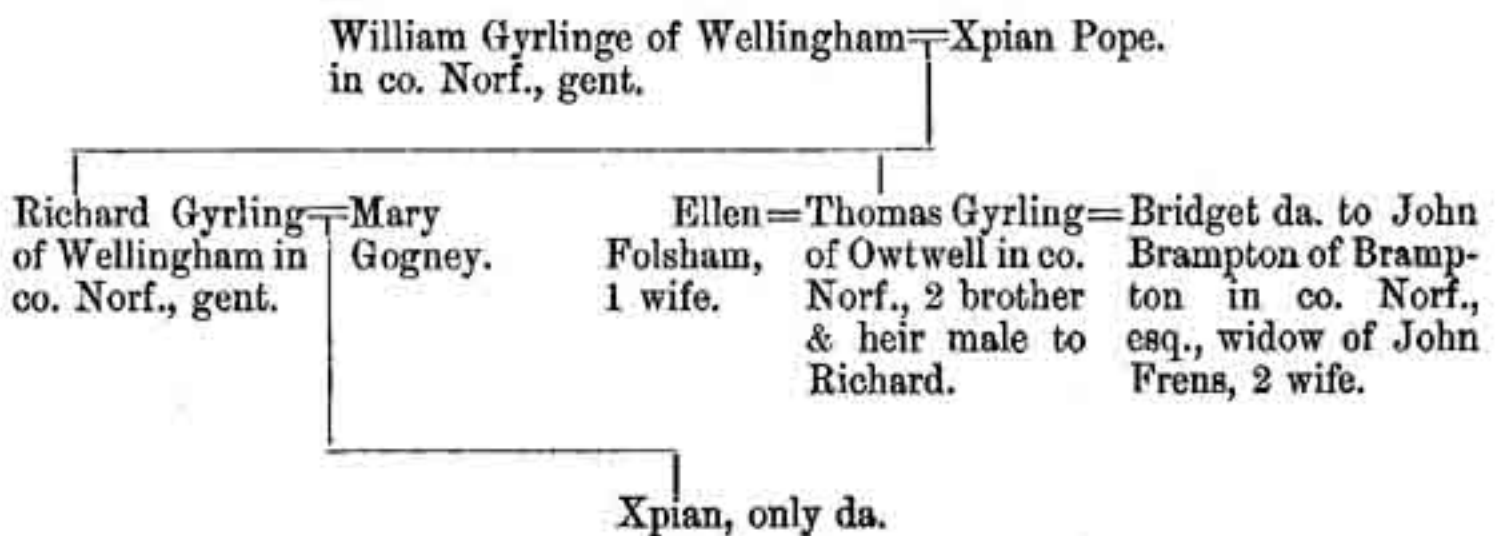 William Gyrlinge of Wellingham=Xpian Pope.
in co. Norf., gent.
Richard Gyrling=Mary
of Wellingham in Gogney.
co. Norf., gent.
Ellen=Thomas Gyrling=Bridget da. to John
Folsham, of Owtwell in co. Brampton of Bramp-
1 wife. Norf., 2 brother ton in co. Norf.,
& heir male to esq., widow of John
Richard. Frens, 2 wife.
Xpian, only da.